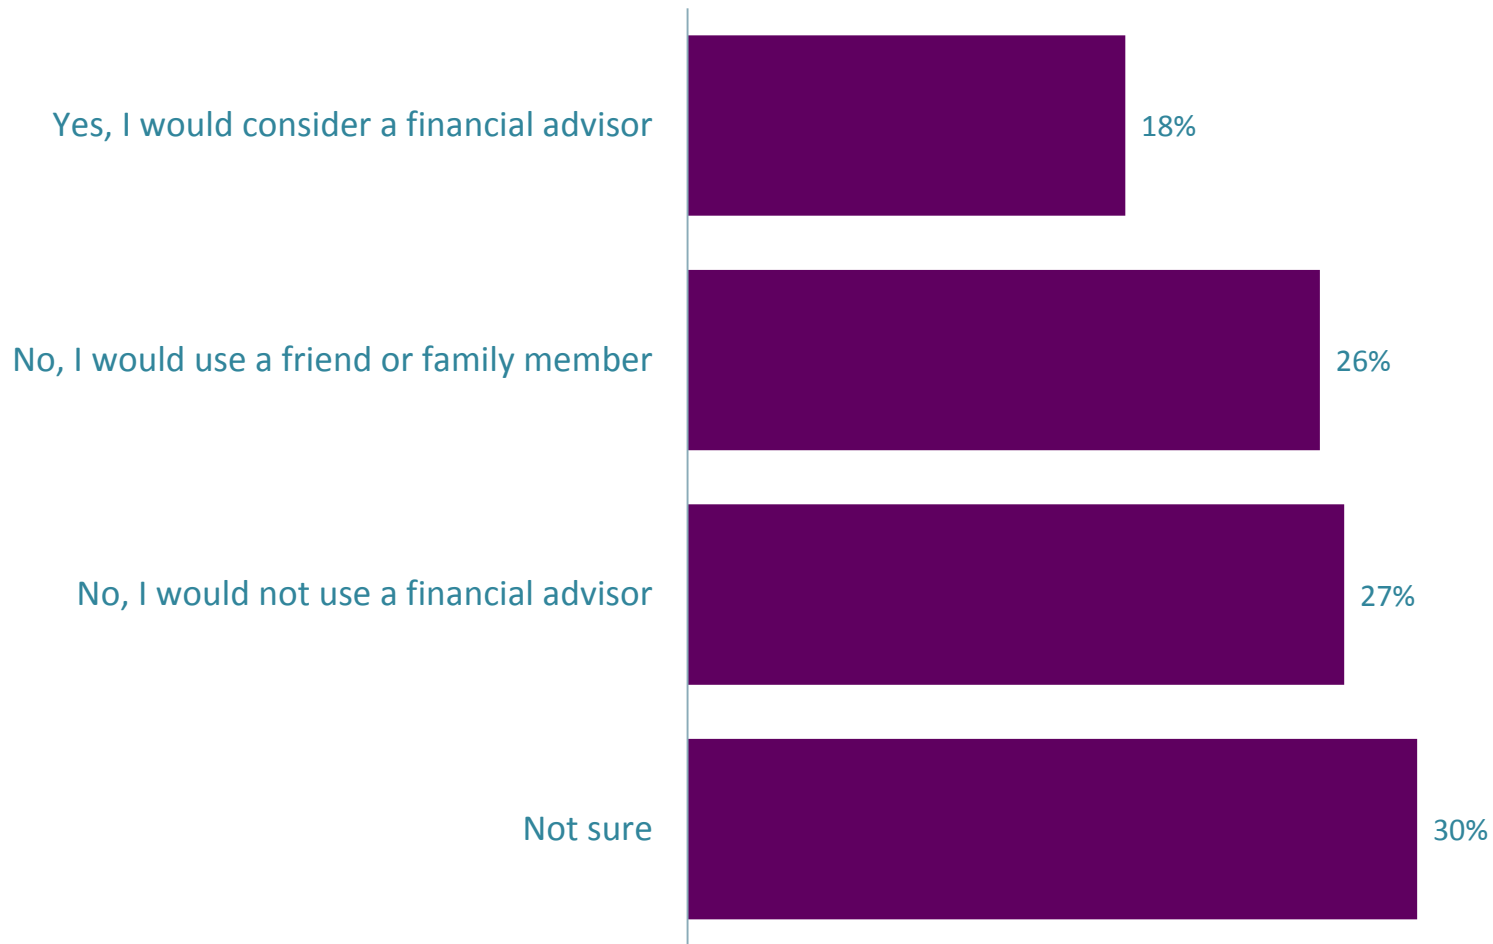 Yes, I would consider a financial advisor
18%
No, I would use a friend or family member
26%
No, I would not use a financial advisor
27%
Not sure
30%